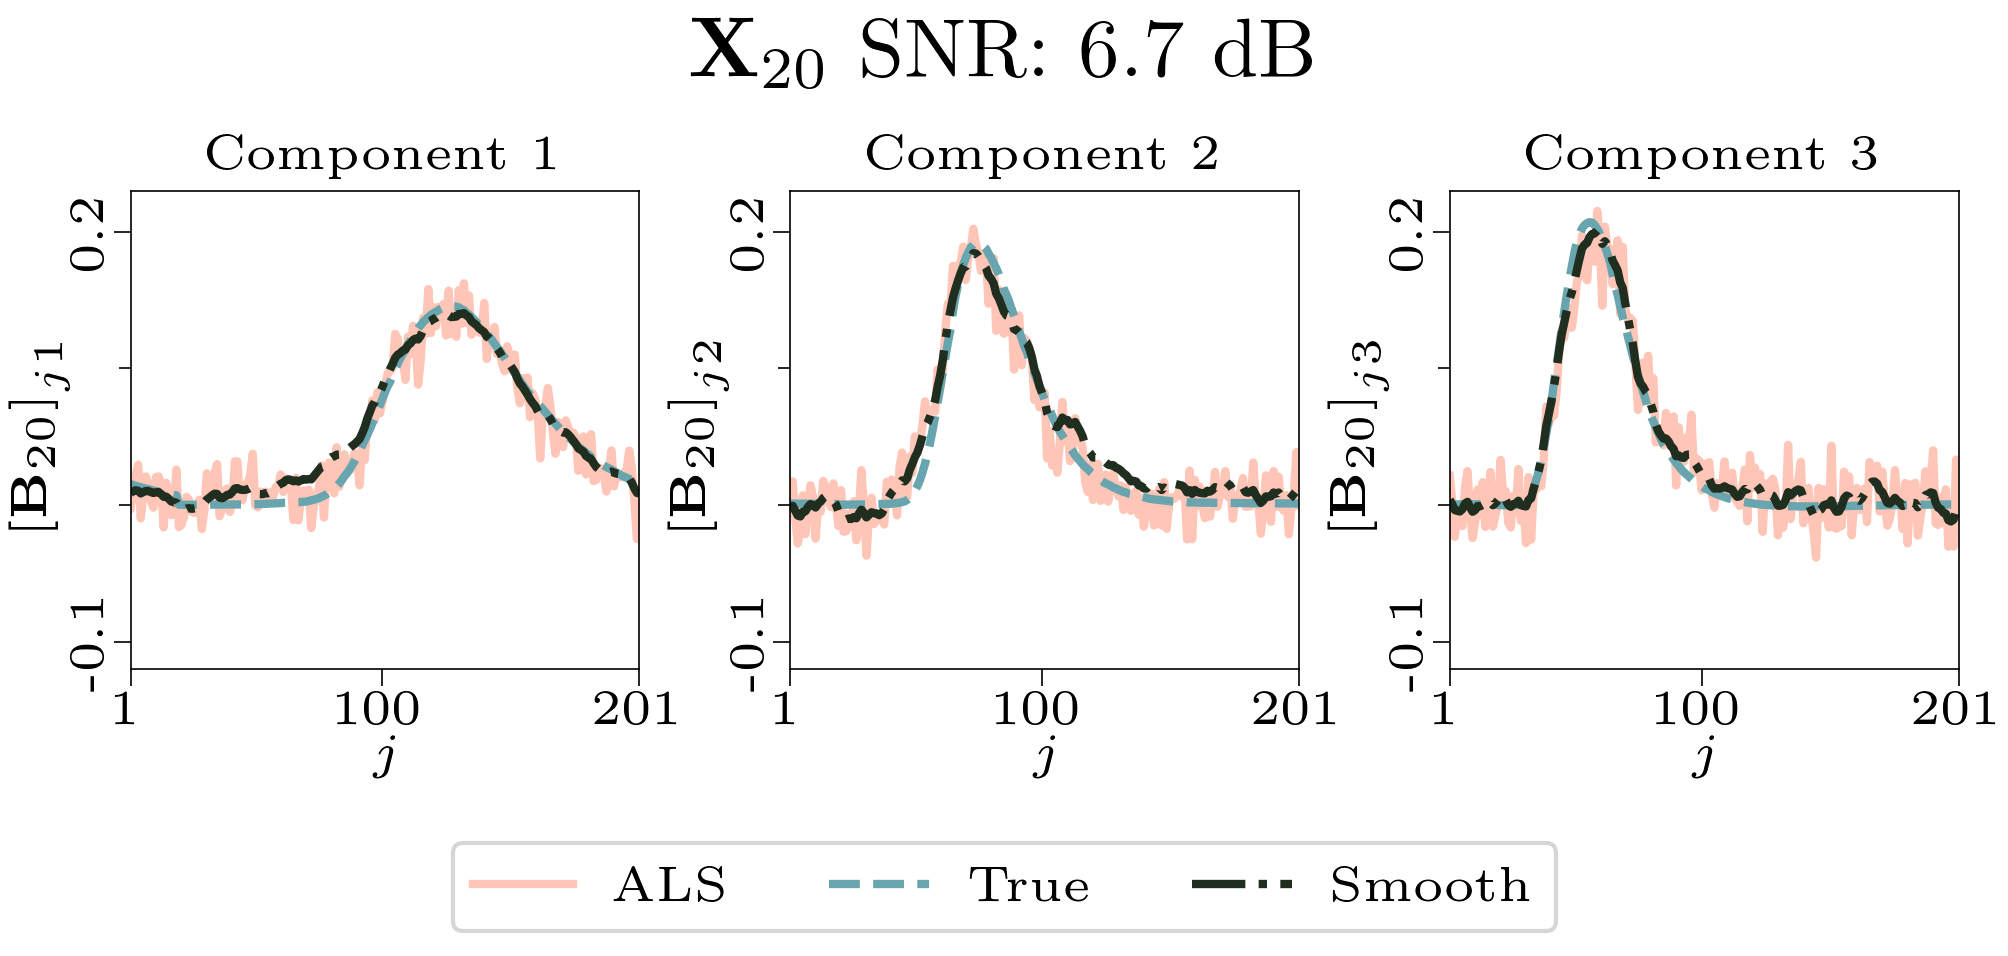 X20 SNR: 6.7 dB
Component 1
Component 2
Component 3
[B20]j1
0.2
-0.1
1
100
201
j
[B20]j2
0.2
-0.1
1
100
201
j
[B20]j3
0.2
-0.1
1
100
201
j
ALS
True
Smooth